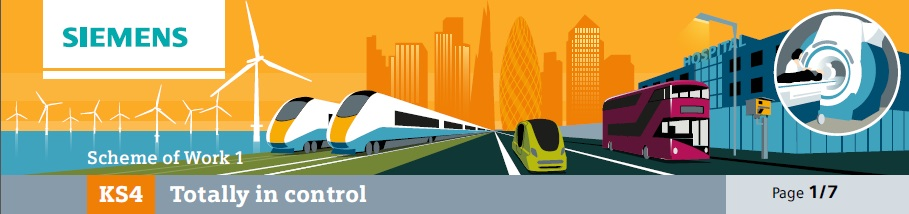 SIEMENS
HOSPITAL
Scheme of Work 1
KS4 Totally in control
Page 1/7